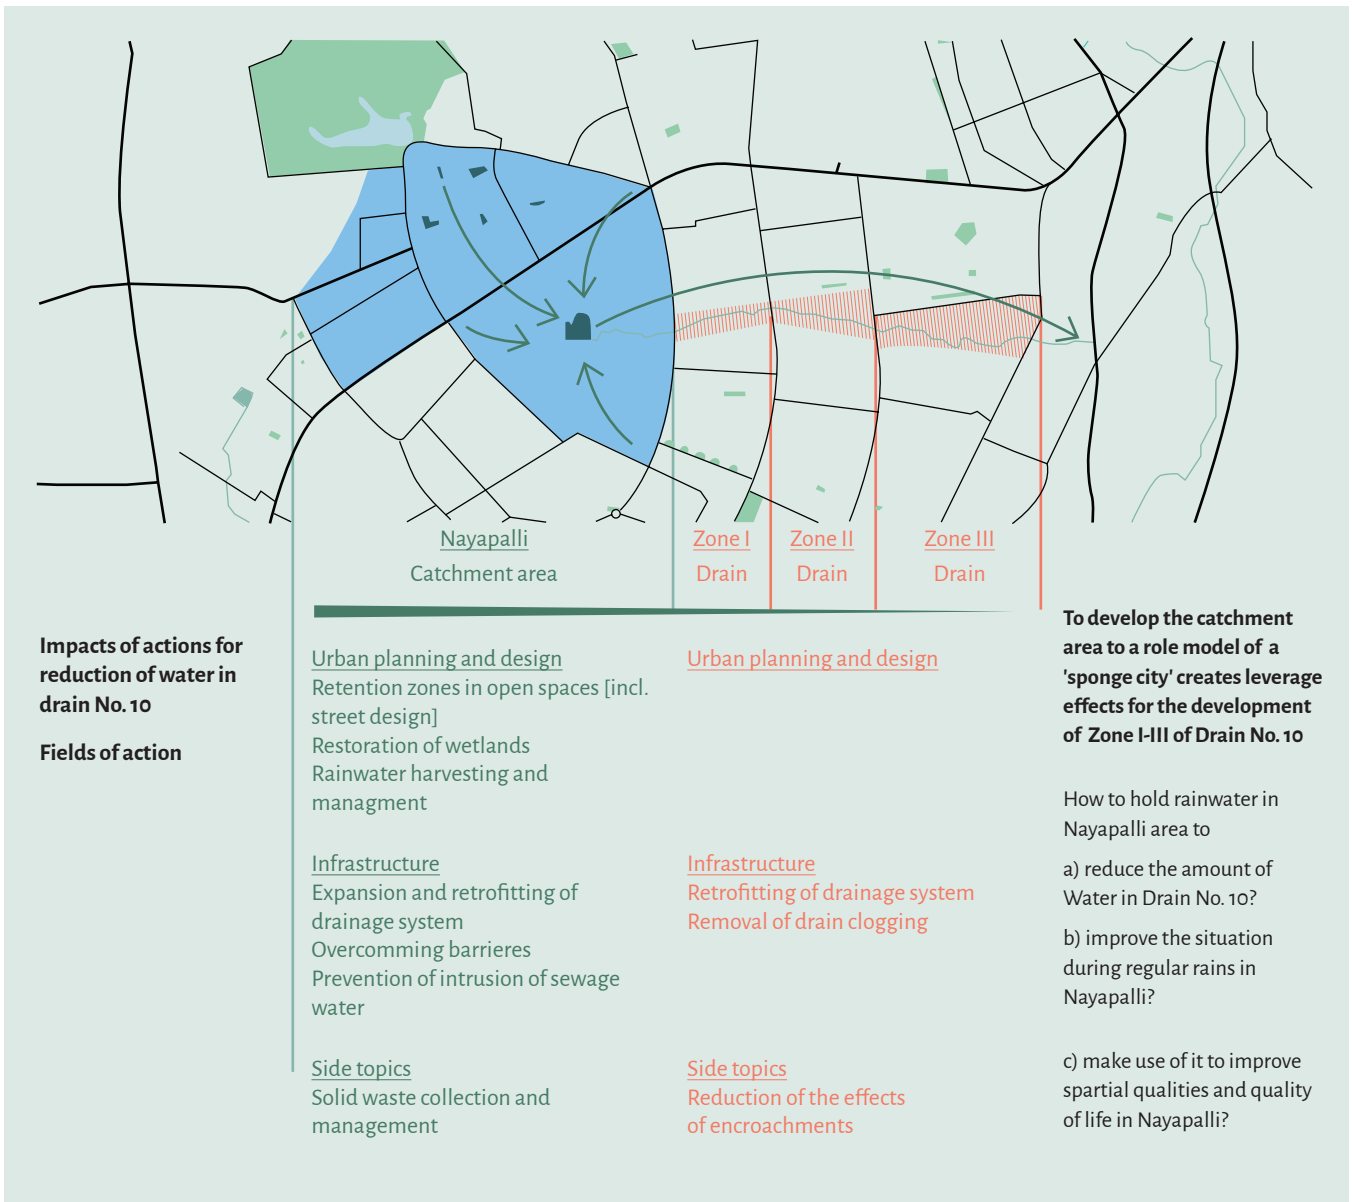 Nayapalli
Catchment area
Zone I
Drain
Zone II
Drain
Zone III
Drain
Impacts of actions for
reduction of water in
drain No. 10
Fields of action
Urban planning and design
Retention zones in open spaces [incl.
street design]
Restoration of wetlands
Rainwater harvesting and
managment
Infrastructure
Expansion and retrofitting of
drainage system
Overcomming barrieres
Prevention of intrusion of sewage
water
Side topics
Solid waste collection and
management
Urban planning and design
Infrastructure
Retrofitting of drainage system
Removal of drain clogging
Side topics
Reduction of the effects
of encroachments
To develop the catchment
area to a role model of a
'sponge city' creates leverage
effects for the development
of Zone I-III of Drain No. 10
How to hold rainwater in
Nayapalli area to
a) reduce the amount of
Water in Drain No. 10?
b) improve the situation
during regular rains in
Nayapalli?
c) make use of it to improve
spartial qualities and quality
of life in Nayapalli?